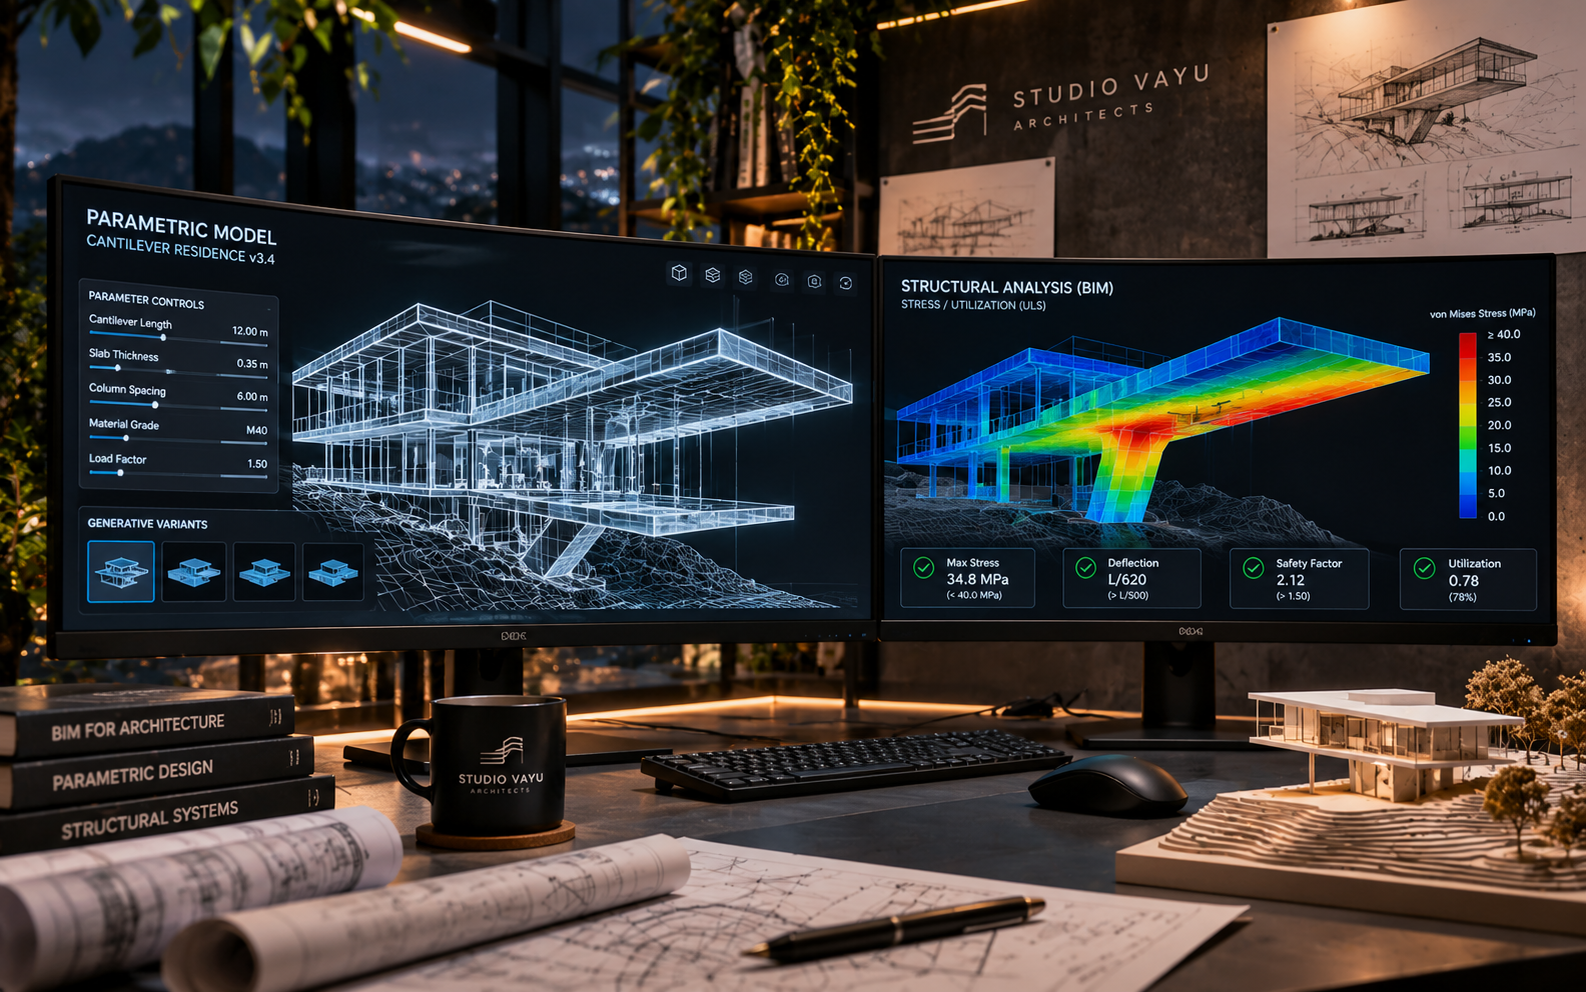 STUDIO VAYU
ARCHITECTS
PARAMETRIC MODEL
CANTILEVER RESIDENCE v3.4
PARAMETER CONTROLS
Cantilever Length 12.00 m
Slab Thickness 0.35 m
Column Spacing 6.00 m
Material Grade M40
Load Factor 1.50
GENERATIVE VARIANTS
STRUCTURAL ANALYSIS (BIM)
STRESS / UTILIZATION (ULS)
von Mises Stress (MPa)
≥ 40.0
35.0
30.0
25.0
20.0
15.0
10.0
5.0
0.0
Max Stress
34.8 MPa
(< 40.0 MPa)
Deflection
L/620
(> L/500)
Safety Factor
2.12
(> 1.50)
Utilization
0.78
(78%)
BIM FOR ARCHITECTURE
PARAMETRIC DESIGN
STRUCTURAL SYSTEMS
STUDIO VAYU
ARCHITECTS